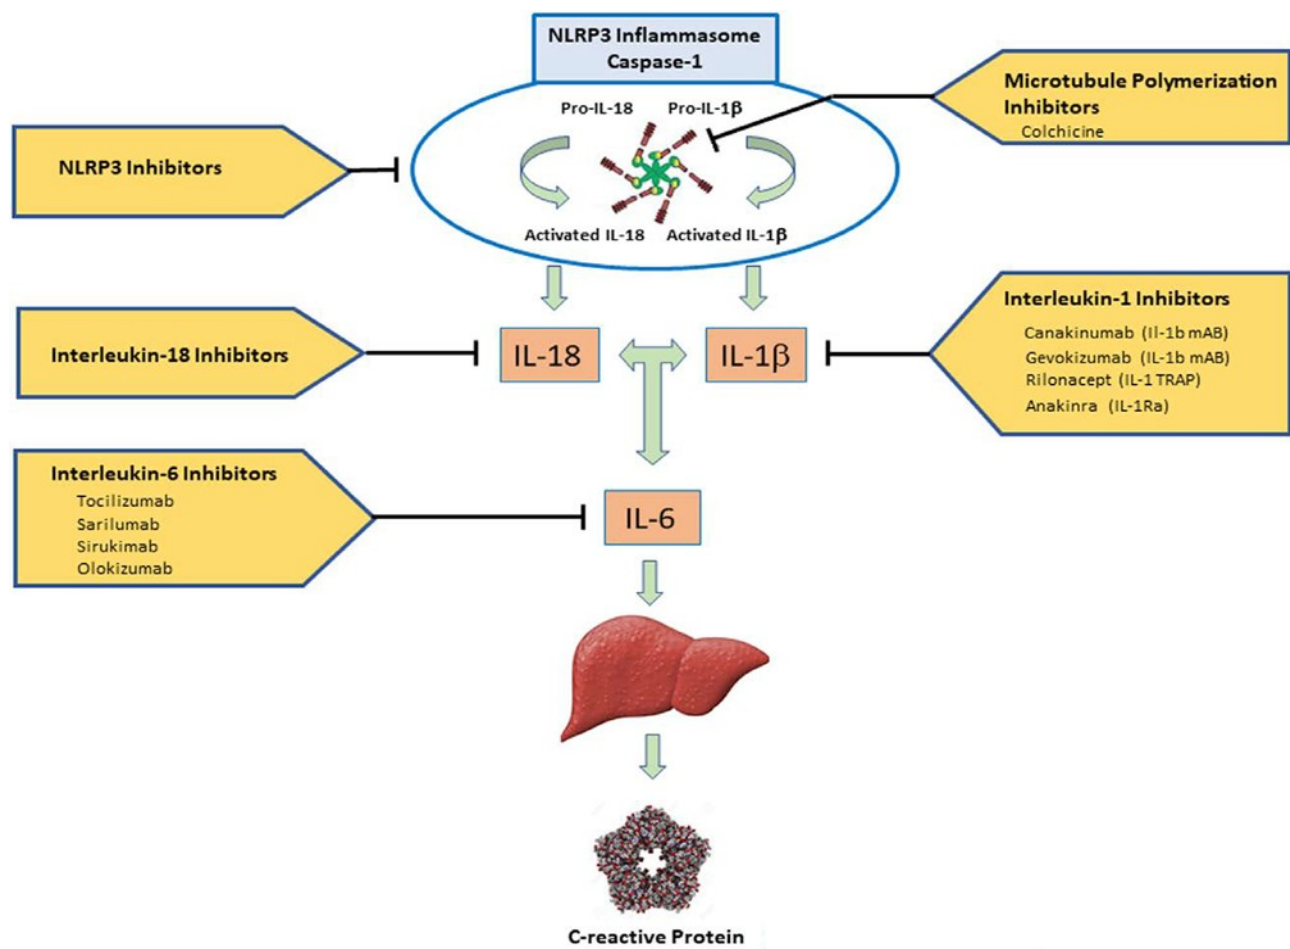 NLRP3 Inflammasome
Caspase-1
Pro-IL-18
Pro-IL-1β
Activated IL-18
Activated IL-1β
Microtubule Polymerization
Inhibitors
Colchicine
NLRP3 Inhibitors
Interleukin-18 Inhibitors
IL-18
IL-1β
Interleukin-1 Inhibitors
Canakinumab (Il-1b mAB)
Gevokizumab (IL-1b mAB)
Rilonacept (IL-1 TRAP)
Anakinra (IL-1Ra)
Interleukin-6 Inhibitors
Tocilizumab
Sarilumab
Sirukimab
Olokizumab
IL-6
C-reactive Protein